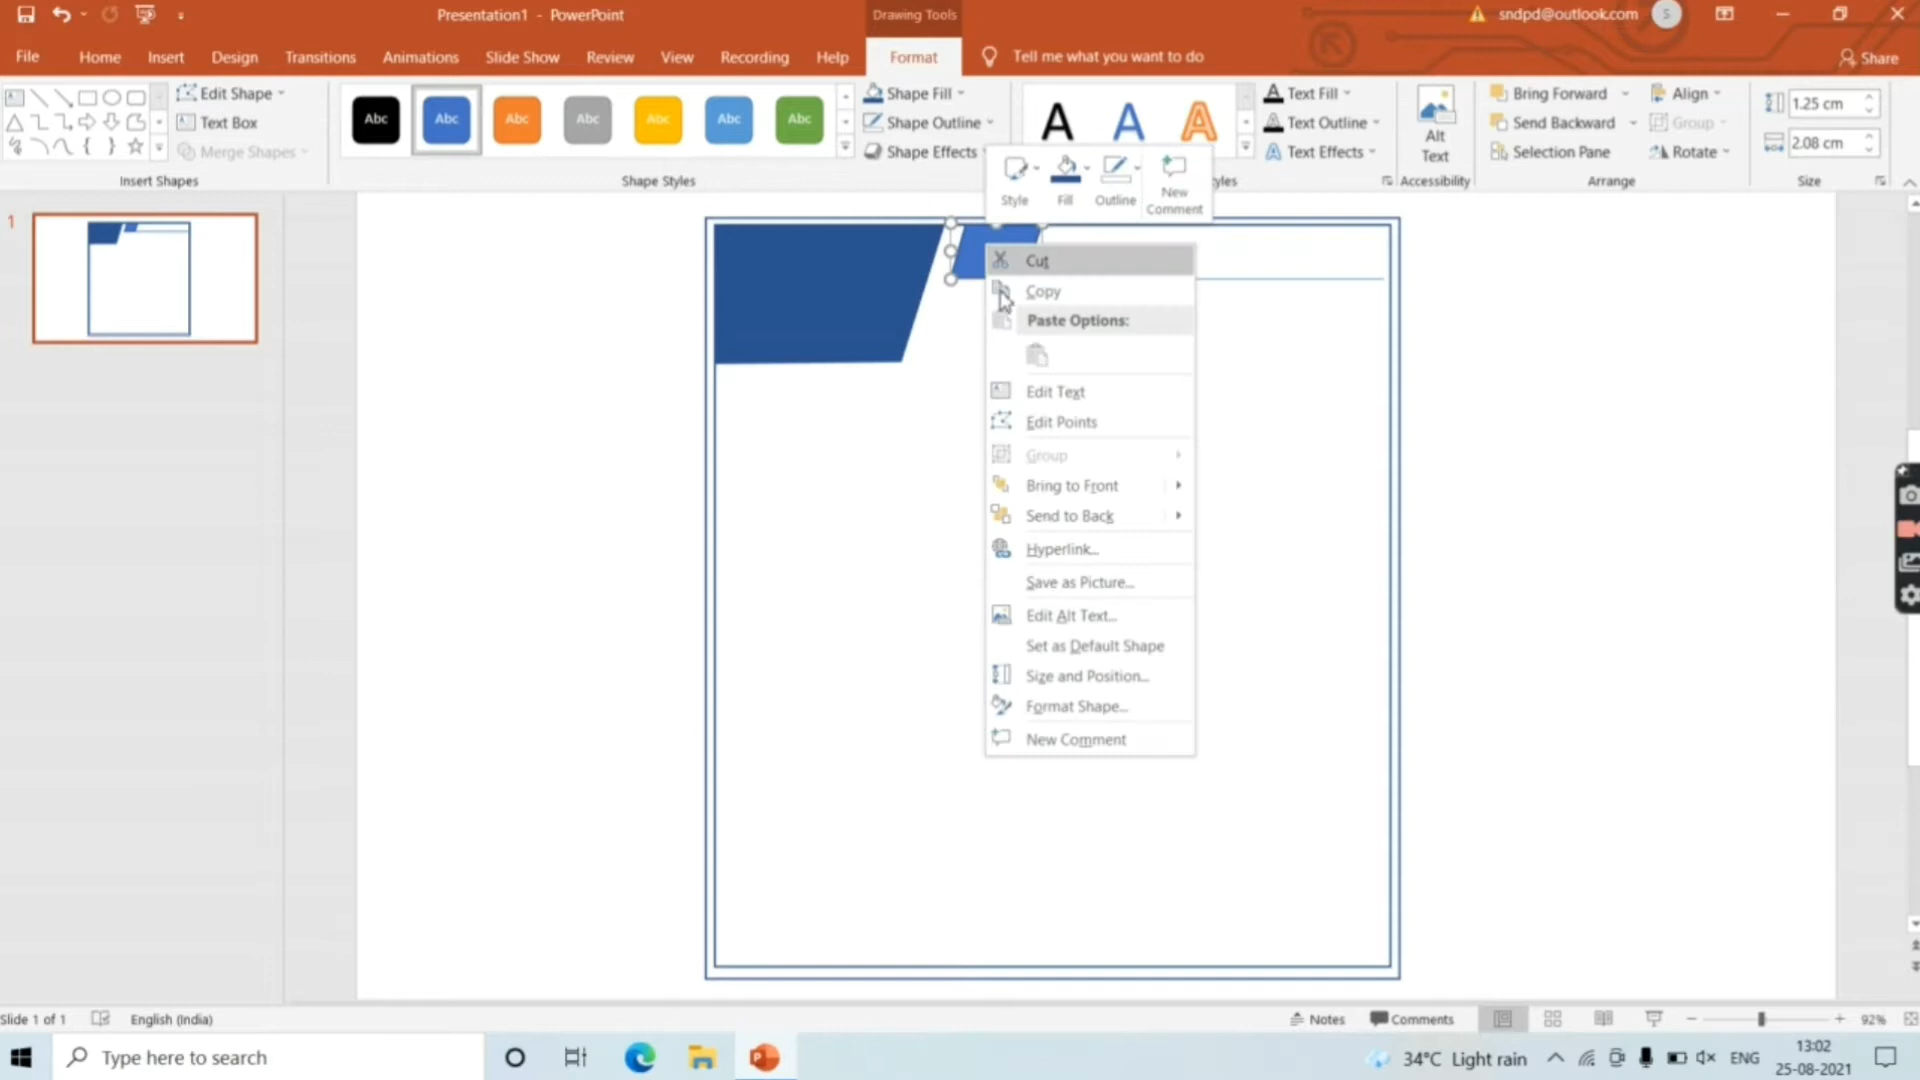 Presentation1 - PowerPoint
Drawing Tools
sndpd@outlook.com
S
File
Home
Insert
Design
Transitions
Animations
Slide Show
Review
View
Recording
Help
Format
Tell me what you want to do
Share
Edit Shape
Text Box
Merge Shapes
Insert Shapes
Abc
Abc
Abc
Abc
Abc
Abc
Abc
Shape Styles
Shape Fill
Shape Outline
Shape Effects
A
A
A
yles
Text Fill
Text Outline
Text Effects
Alt
Text
Accessibility
Bring Forward
Send Backward
Selection Pane
Align
Group
Rotate
Arrange
1.25 cm
2.08 cm
Size
Style
Fill
Outline
New
Comment
1
Cut
Copy
Paste Options:
Edit Text
Edit Points
Group
Bring to Front
Send to Back
Hyperlink...
Save as Picture...
Edit Alt Text...
Set as Default Shape
Size and Position...
Format Shape...
New Comment
Slide 1 of 1
English (India)
Notes
Comments
92%
Type here to search
34°C Light rain
ENG
13:02
25-08-2021